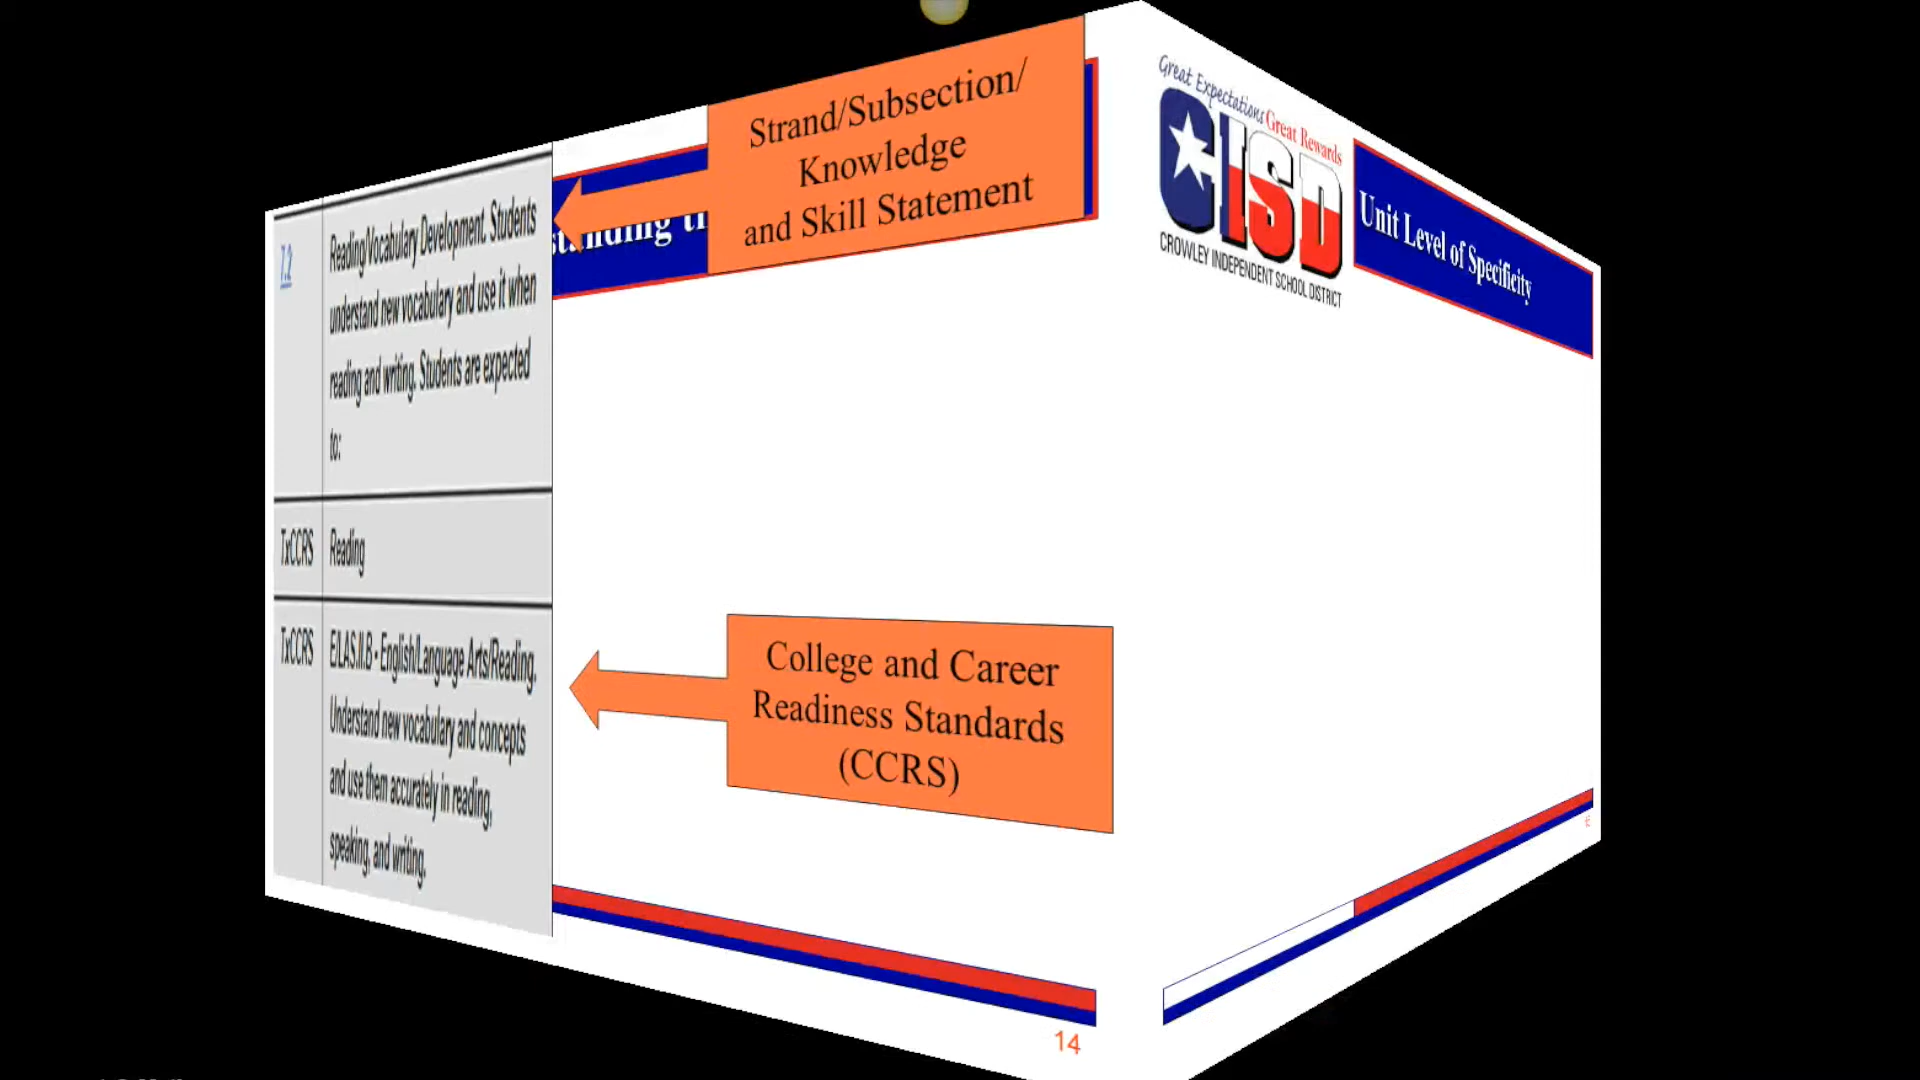 7.2
Reading/Vocabulary Development. Students
understand new vocabulary and use it when
reading and writing. Students are expected
to:
TxCCRS
Reading
TxCCRS
E/LAS.II.B - English/Language Arts/Reading.
Understand new vocabulary and concepts
and use them accurately in reading,
speaking, and writing.
Strand/Subsection/
Knowledge
and Skill Statement
College and Career
Readiness Standards
(CCRS)
14
Great Expectations Great Rewards
CISD
CROWLEY INDEPENDENT SCHOOL DISTRICT
Unit Level of Specificity